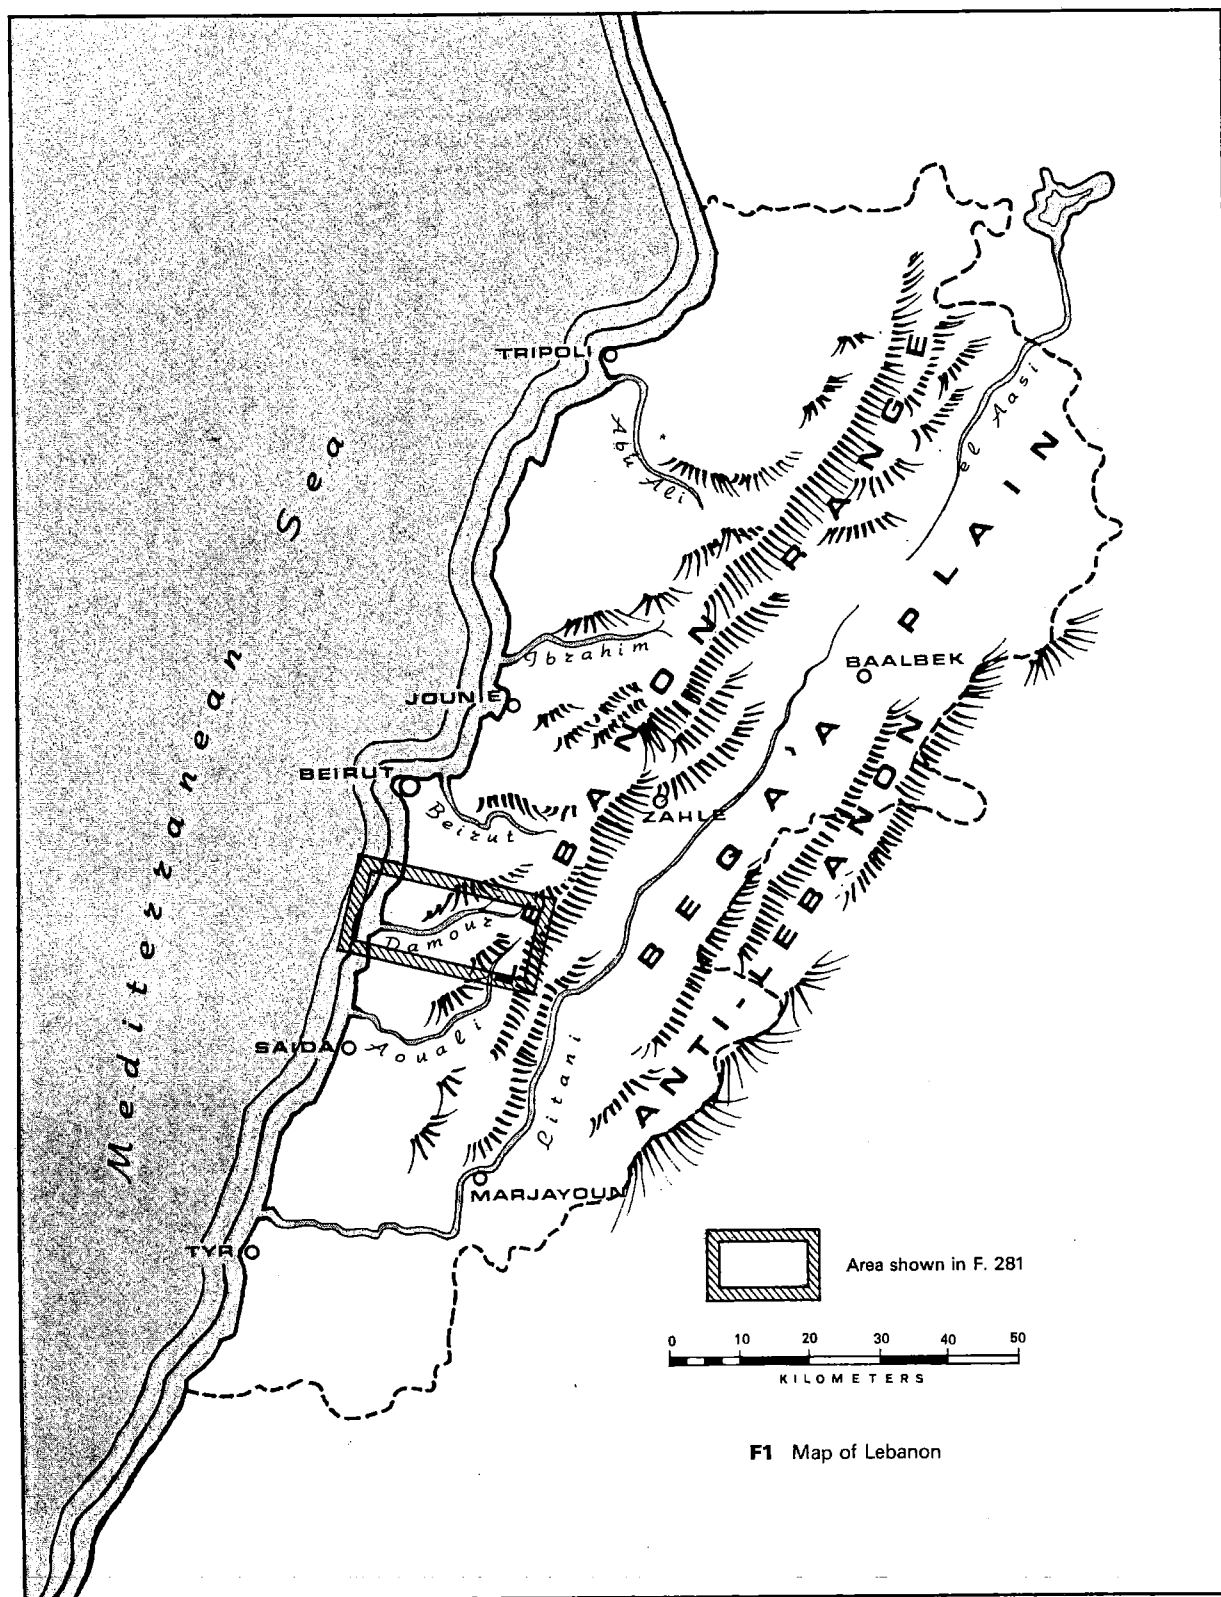 TRIPOLI
Abu Ali
el Aasi
LEBANON RANGE
BEQA'A PLAIN
ANTI-LEBANON
Mediterranean Sea
Ibrahim
BAALBEK
JOUNIE
BEIRUT
Beirut
ZAHLE
Damour
SAIDA
Aouali
Litani
MARJAYOUN
TYR
Area shown in F. 281
0 10 20 30 40 50
KILOMETERS
F1 Map of Lebanon